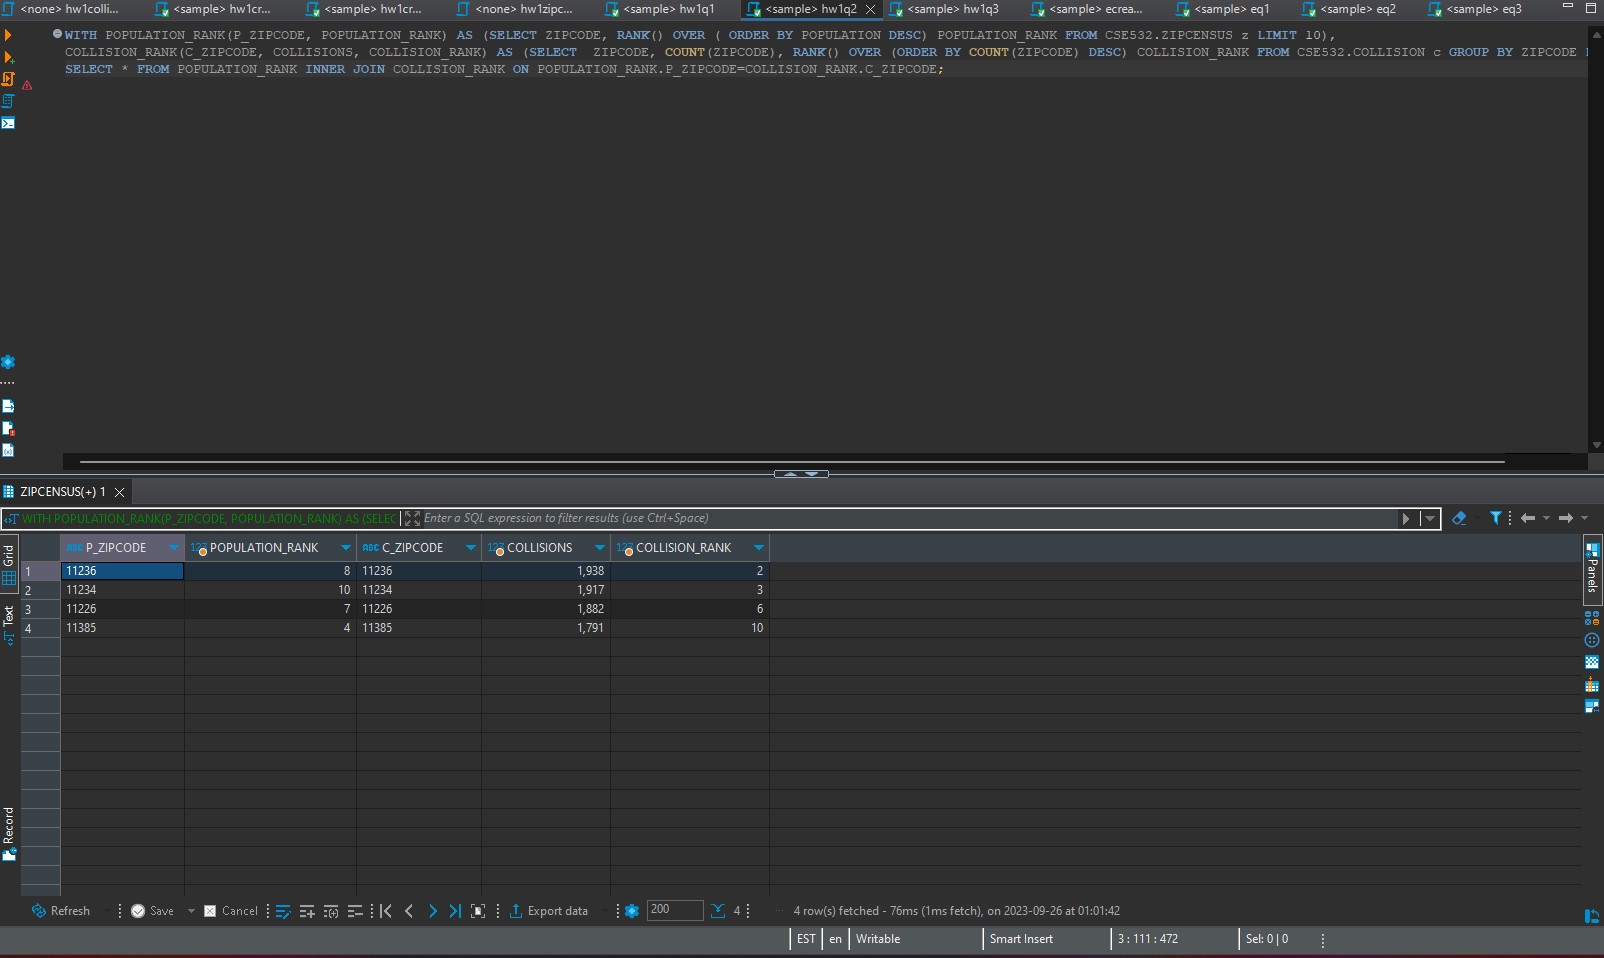 <none> hw1colli... <sample> hw1cr... <sample> hw1cr... <none> hw1zipc... <sample> hw1q1 <sample> hw1q2 <sample> hw1q3 <sample> ecrea... <sample> eq1 <sample> eq2 <sample> eq3
WITH POPULATION_RANK(P_ZIPCODE, POPULATION_RANK) AS (SELECT ZIPCODE, RANK() OVER ( ORDER BY POPULATION DESC) POPULATION_RANK FROM CSE532.ZIPCENSUS z LIMIT 10),
COLLISION_RANK(C_ZIPCODE, COLLISIONS, COLLISION_RANK) AS (SELECT  ZIPCODE, COUNT(ZIPCODE), RANK() OVER (ORDER BY COUNT(ZIPCODE) DESC) COLLISION_RANK FROM CSE532.COLLISION c GROUP BY ZIPCODE
SELECT * FROM POPULATION_RANK INNER JOIN COLLISION_RANK ON POPULATION_RANK.P_ZIPCODE=COLLISION_RANK.C_ZIPCODE;
ZIPCENSUS(+) 1
WITH POPULATION_RANK(P_ZIPCODE, POPULATION_RANK) AS (SELEC Enter a SQL expression to filter results (use Ctrl+Space)
Grid
Text
Record
Panels
ABC P_ZIPCODE 123 POPULATION_RANK ABC C_ZIPCODE 123 COLLISIONS 123 COLLISION_RANK
1 11236 8 11236 1,938 2
2 11234 10 11234 1,917 3
3 11226 7 11226 1,882 6
4 11385 4 11385 1,791 10
Refresh Save Cancel Export data 200 4 4 row(s) fetched - 76ms (1ms fetch), on 2023-09-26 at 01:01:42
EST en Writable Smart Insert 3 : 111 : 472 Sel: 0 | 0